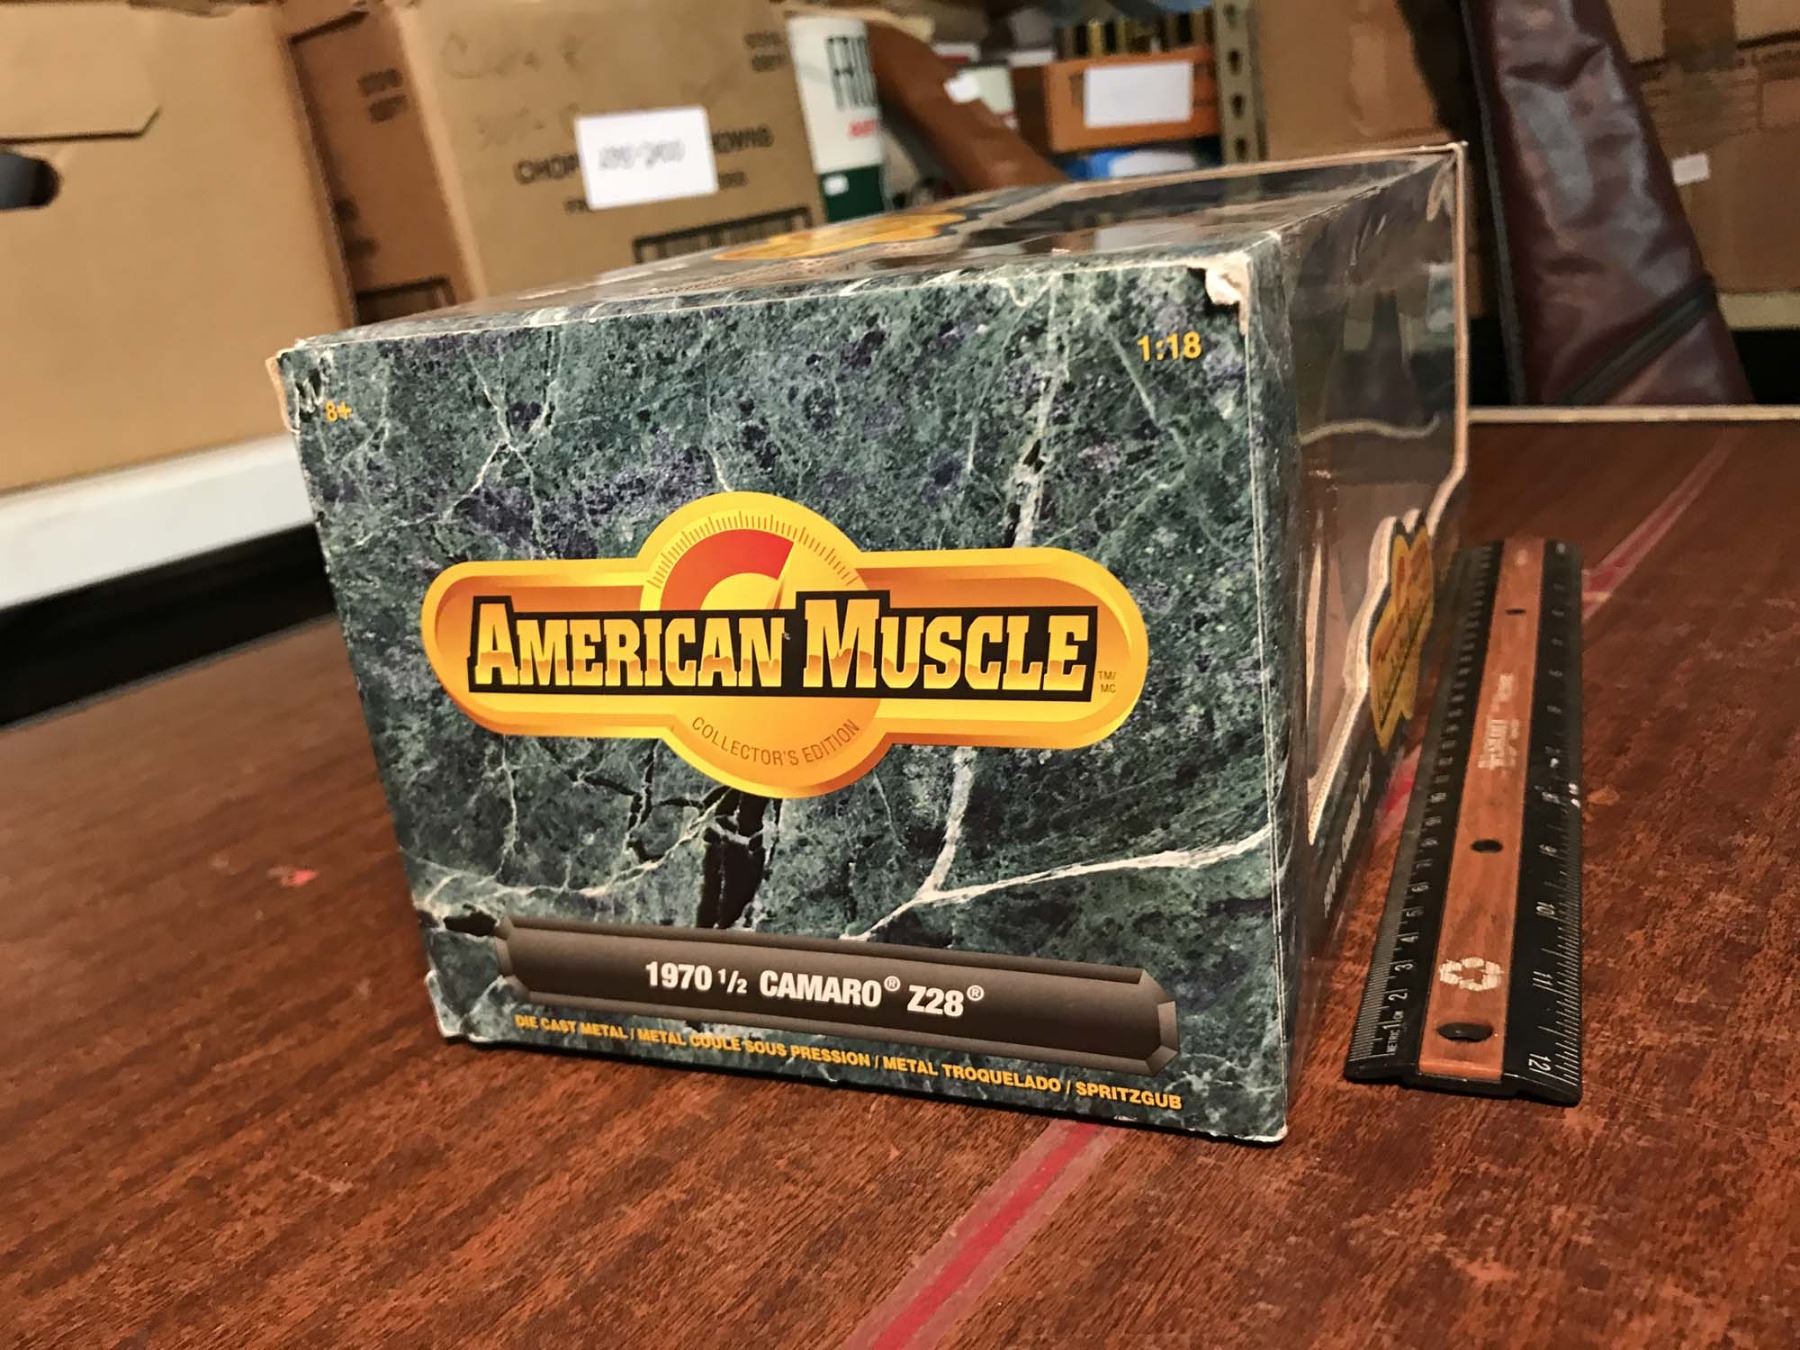 8+
1:18
AMERICAN MUSCLE
TM/
MC
COLLECTOR'S EDITION
1970 1/2 CAMARO® Z28®
DIE CAST METAL / METAL COULE SOUS PRESSION / METAL TROQUELADO / SPRITZGUB